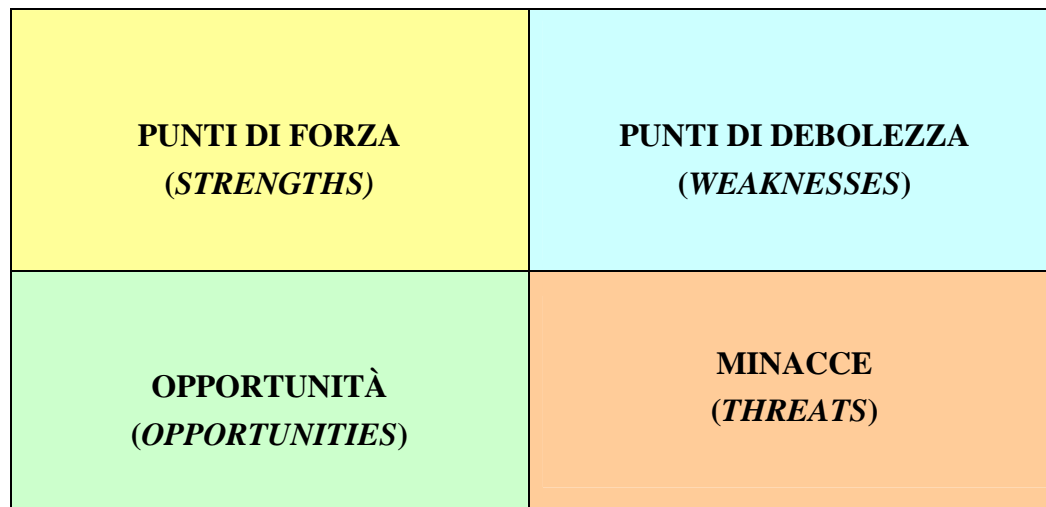 PUNTI DI FORZA
(STRENGTHS)
PUNTI DI DEBOLEZZA
(WEAKNESSES)
OPPORTUNITÀ
(OPPORTUNITIES)
MINACCE
(THREATS)